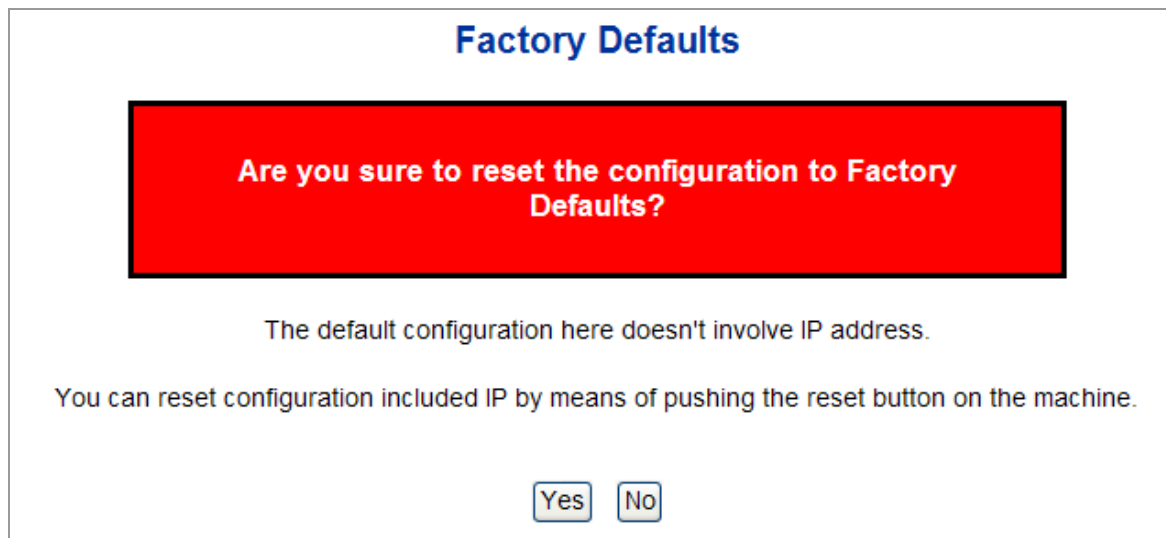 Factory Defaults
Are you sure to reset the configuration to Factory
Defaults?
The default configuration here doesn't involve IP address.
You can reset configuration included IP by means of pushing the reset button on the machine.
Yes No